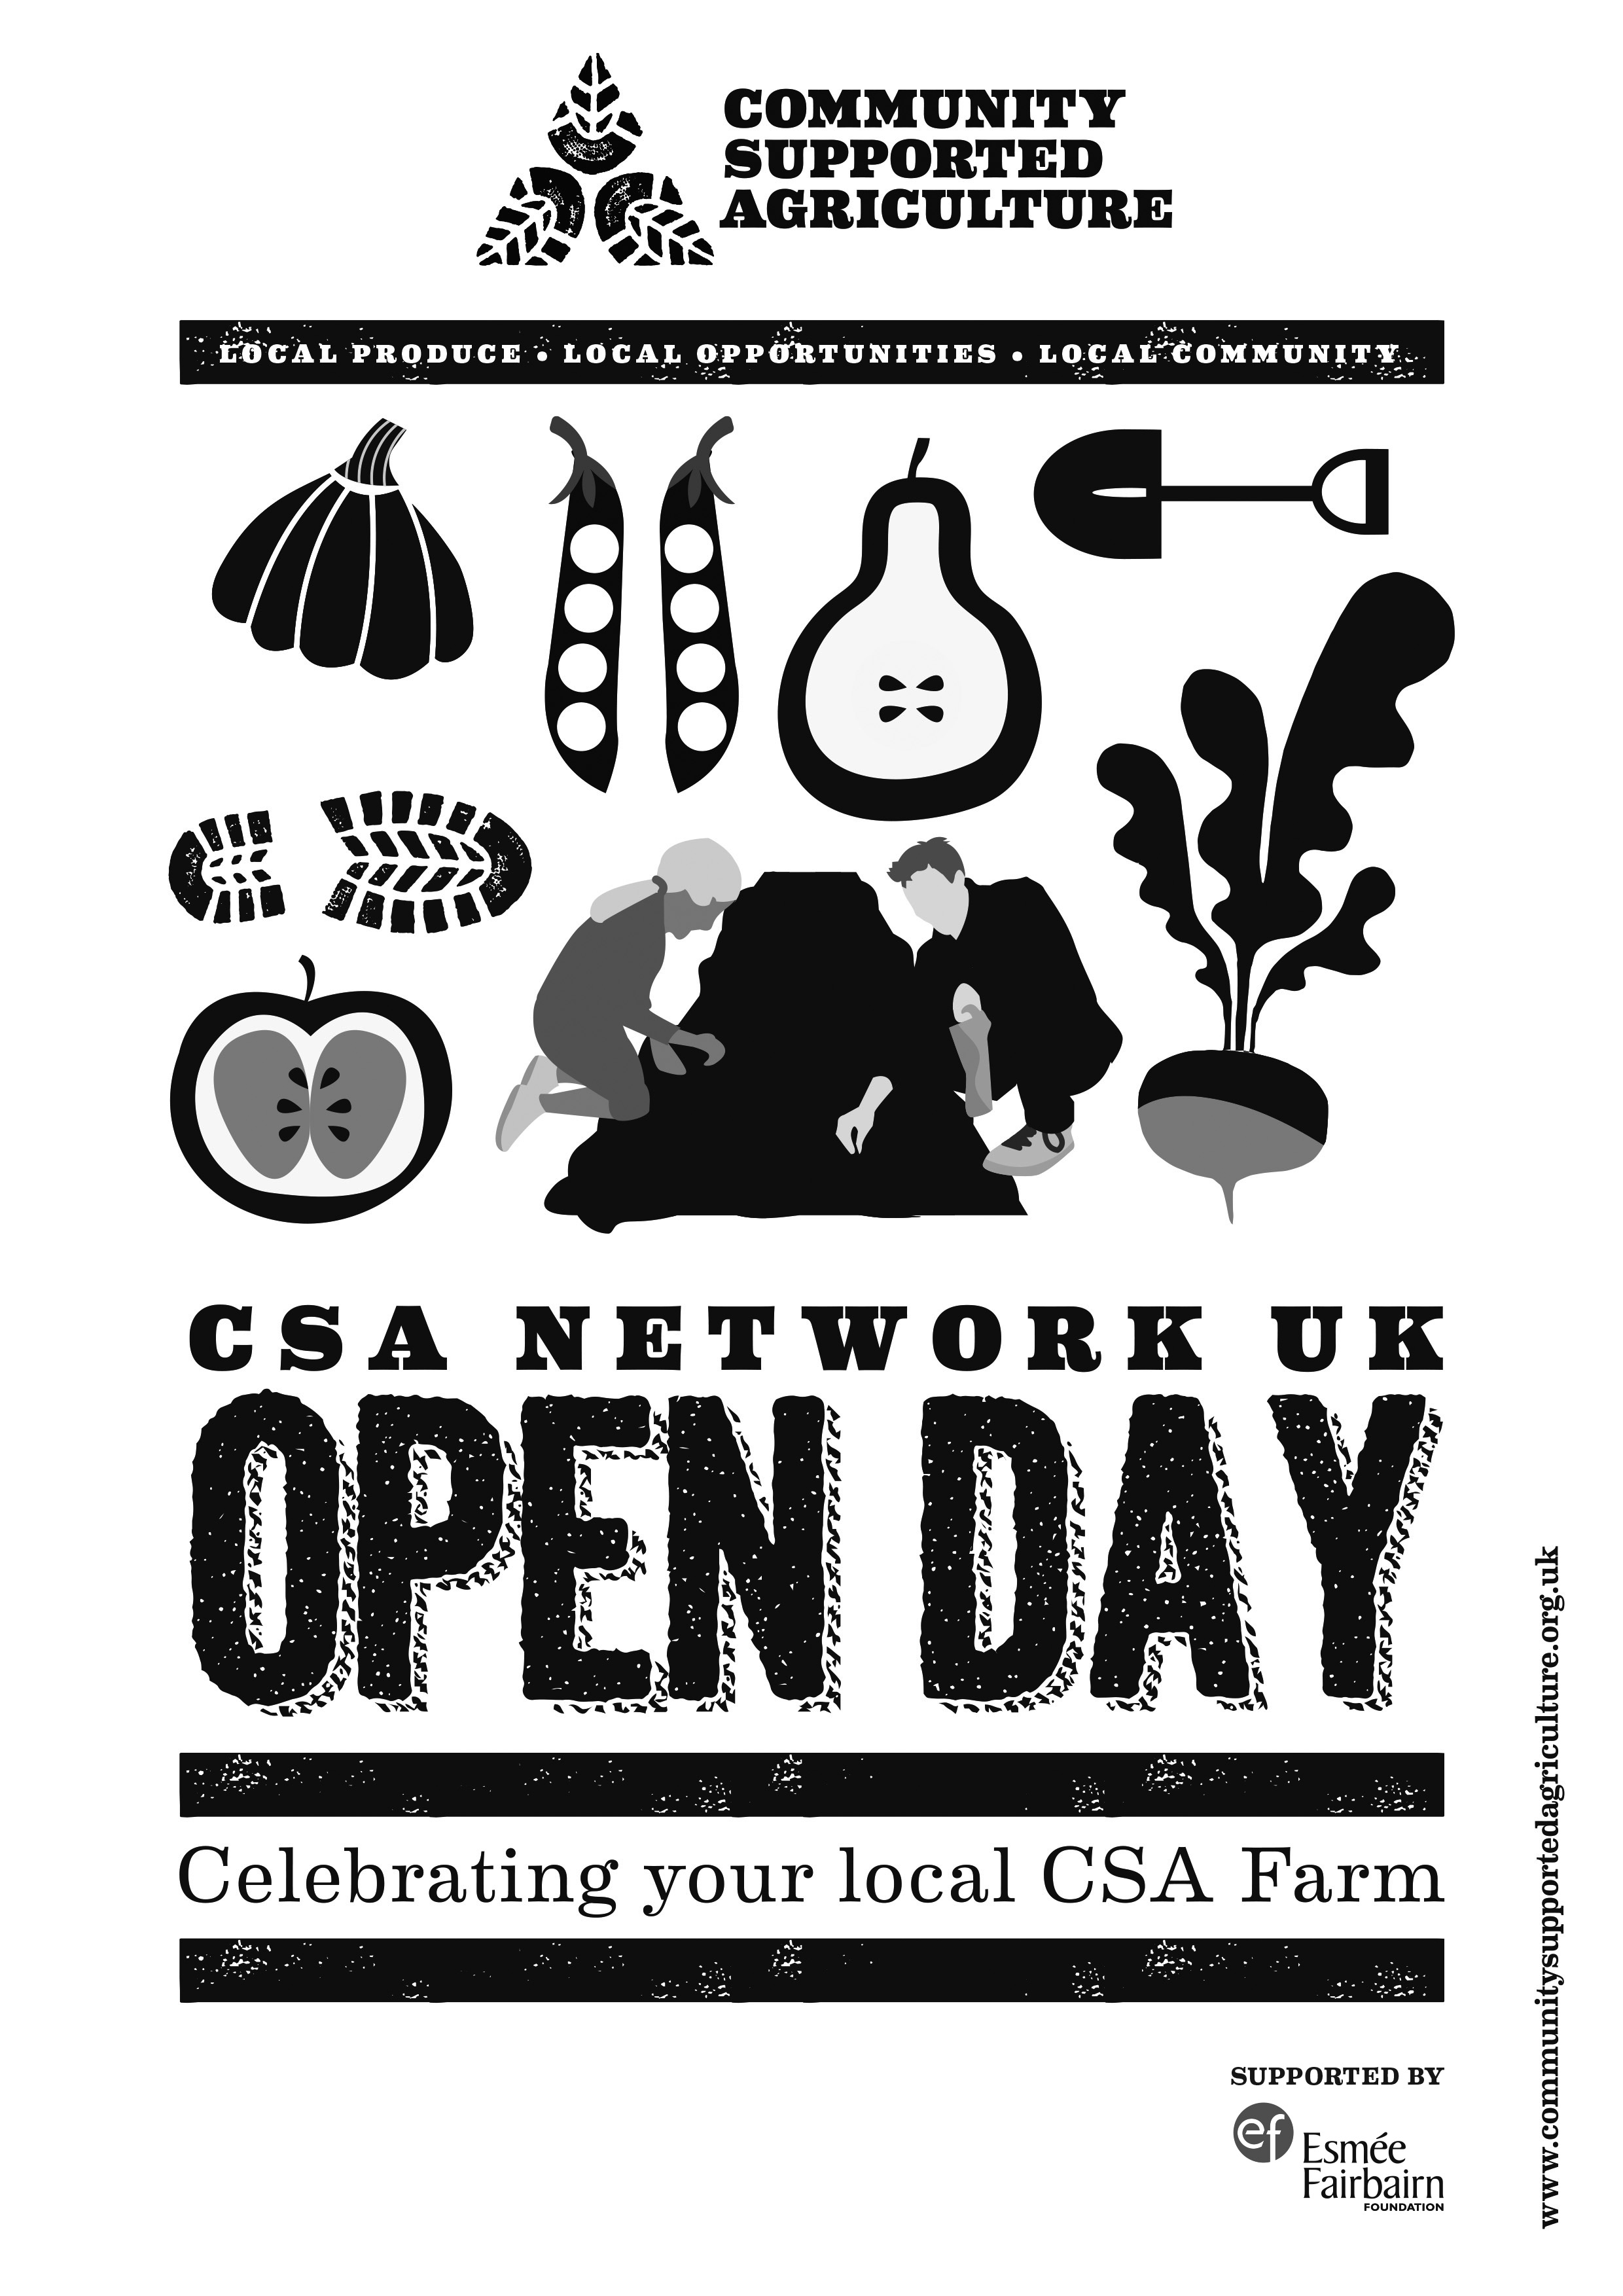 COMMUNITY
SUPPORTED
AGRICULTURE
LOCAL PRODUCE • LOCAL OPPORTUNITIES • LOCAL COMMUNITY
CSA NETWORK UK
OPEN DAY
Celebrating your local CSA Farm
SUPPORTED BY
ef
Esmée
Fairbairn
FOUNDATION
www.communitysupportedagriculture.org.uk